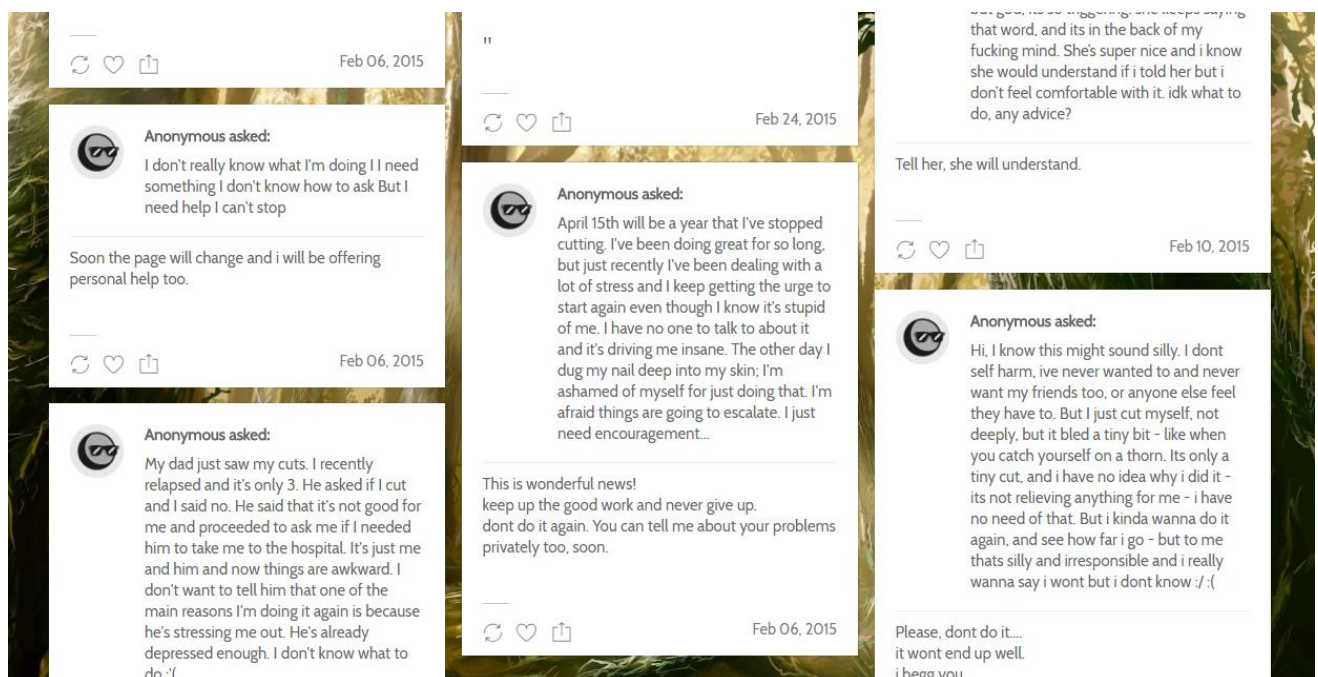 Feb 06, 2015
Anonymous asked:
I don't really know what I'm doing I I need
something I don't know how to ask But I
need help I can't stop
Soon the page will change and i will be offering
personal help too.
Feb 06, 2015
Anonymous asked:
My dad just saw my cuts. I recently
relapsed and it's only 3. He asked if I cut
and I said no. He said that it's not good for
me and proceeded to ask me if I needed
him to take me to the hospital. It's just me
and him and now things are awkward. I
don't want to tell him that one of the
main reasons I'm doing it again is because
he's stressing me out. He's already
depressed enough. I don't know what to
do :'(
"
Feb 24, 2015
Anonymous asked:
April 15th will be a year that I've stopped
cutting. I've been doing great for so long,
but just recently I've been dealing with a
lot of stress and I keep getting the urge to
start again even though I know it's stupid
of me. I have no one to talk to about it
and it's driving me insane. The other day I
dug my nail deep into my skin; I'm
ashamed of myself for just doing that. I'm
afraid things are going to escalate. I just
need encouragement...
This is wonderful news!
keep up the good work and never give up.
dont do it again. You can tell me about your problems
privately too, soon.
Feb 06, 2015
but god, its so triggering. she keeps saying
that word, and its in the back of my
fucking mind. She's super nice and i know
she would understand if i told her but i
don't feel comfortable with it. idk what to
do, any advice?
Tell her, she will understand.
Feb 10, 2015
Anonymous asked:
Hi, I know this might sound silly. I dont
self harm, ive never wanted to and never
want my friends too, or anyone else feel
they have to. But I just cut myself, not
deeply, but it bled a tiny bit - like when
you catch yourself on a thorn. Its only a
tiny cut, and i have no idea why i did it -
its not relieving anything for me - i have
no need of that. But i kinda wanna do it
again, and see how far i go - but to me
thats silly and irresponsible and i really
wanna say i wont but i dont know :/ :(
Please, dont do it....
it wont end up well.
i begg you